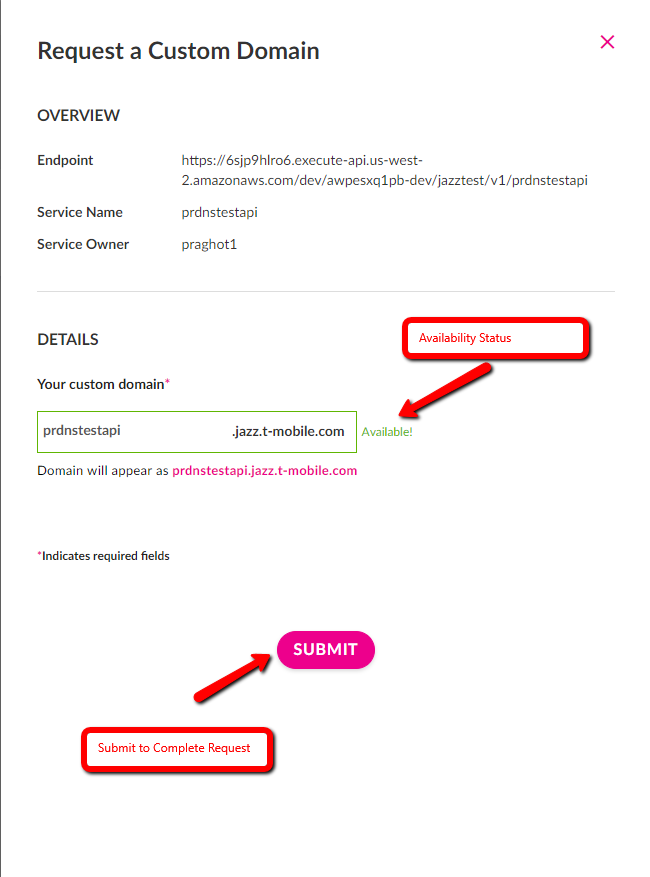 Request a Custom Domain
OVERVIEW
Endpoint
https://6sjp9hlro6.execute-api.us-west-
2.amazonaws.com/dev/awpesxq1pb-dev/jazztest/v1/prdnstestapi
Service Name prdnstestapi
Service Owner praghot1
DETAILS
Availability Status
Your custom domain*
prdnstestapi .jazz.t-mobile.com Available!
Domain will appear as prdnstestapi.jazz.t-mobile.com
*Indicates required fields
SUBMIT
Submit to Complete Request